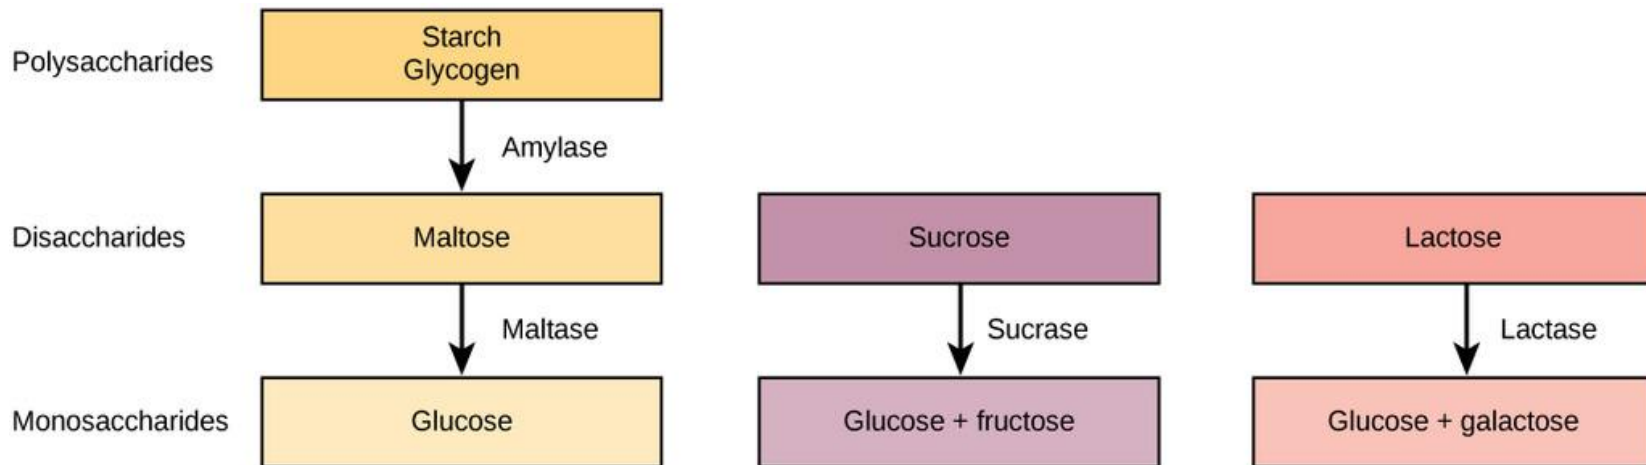 Polysaccharides
Starch
Glycogen
Amylase
Disaccharides
Maltose
Sucrose
Lactose
Maltase
Sucrase
Lactase
Monosaccharides
Glucose
Glucose + fructose
Glucose + galactose